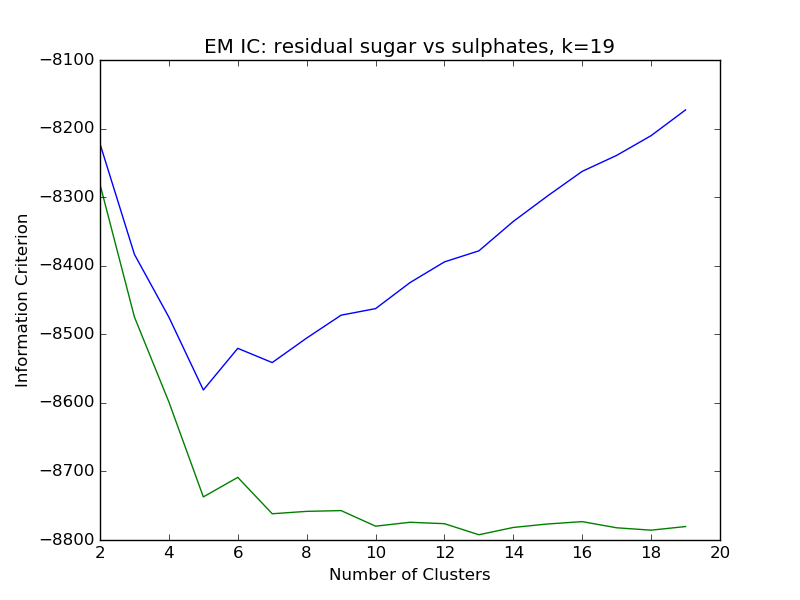 EM IC: residual sugar vs sulphates, k=19
−8100
−8200
−8300
−8400
−8500
−8600
−8700
−8800
Information Criterion
2 4 6 8 10 12 14 16 18 20
Number of Clusters